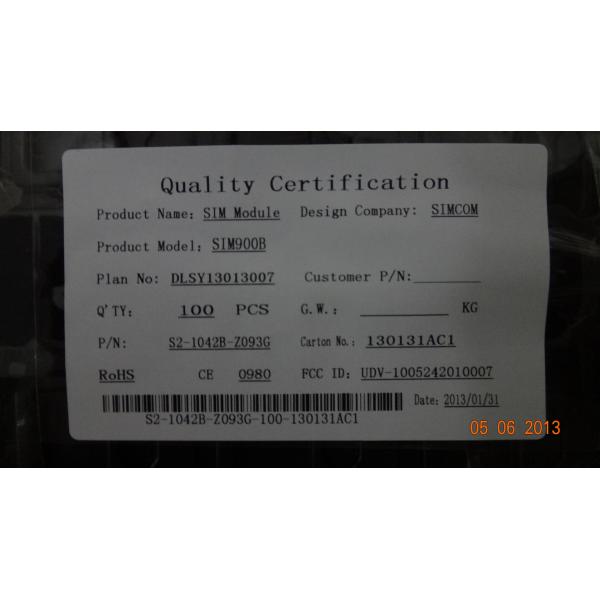 Quality Certification
Product Name: SIM Module Design Company: SIMCOM
Product Model: SIM900B
Plan No: DLSY13013007 Customer P/N:
Q'TY: 100 PCS G.W.: KG
P/N: S2-1042B-Z093G Carton No.: 130131AC1
RoHS CE 0980 FCC ID: UDV-1005242010007
Date: 2013/01/31
S2-1042B-Z093G-100-130131AC1
05 06 2013